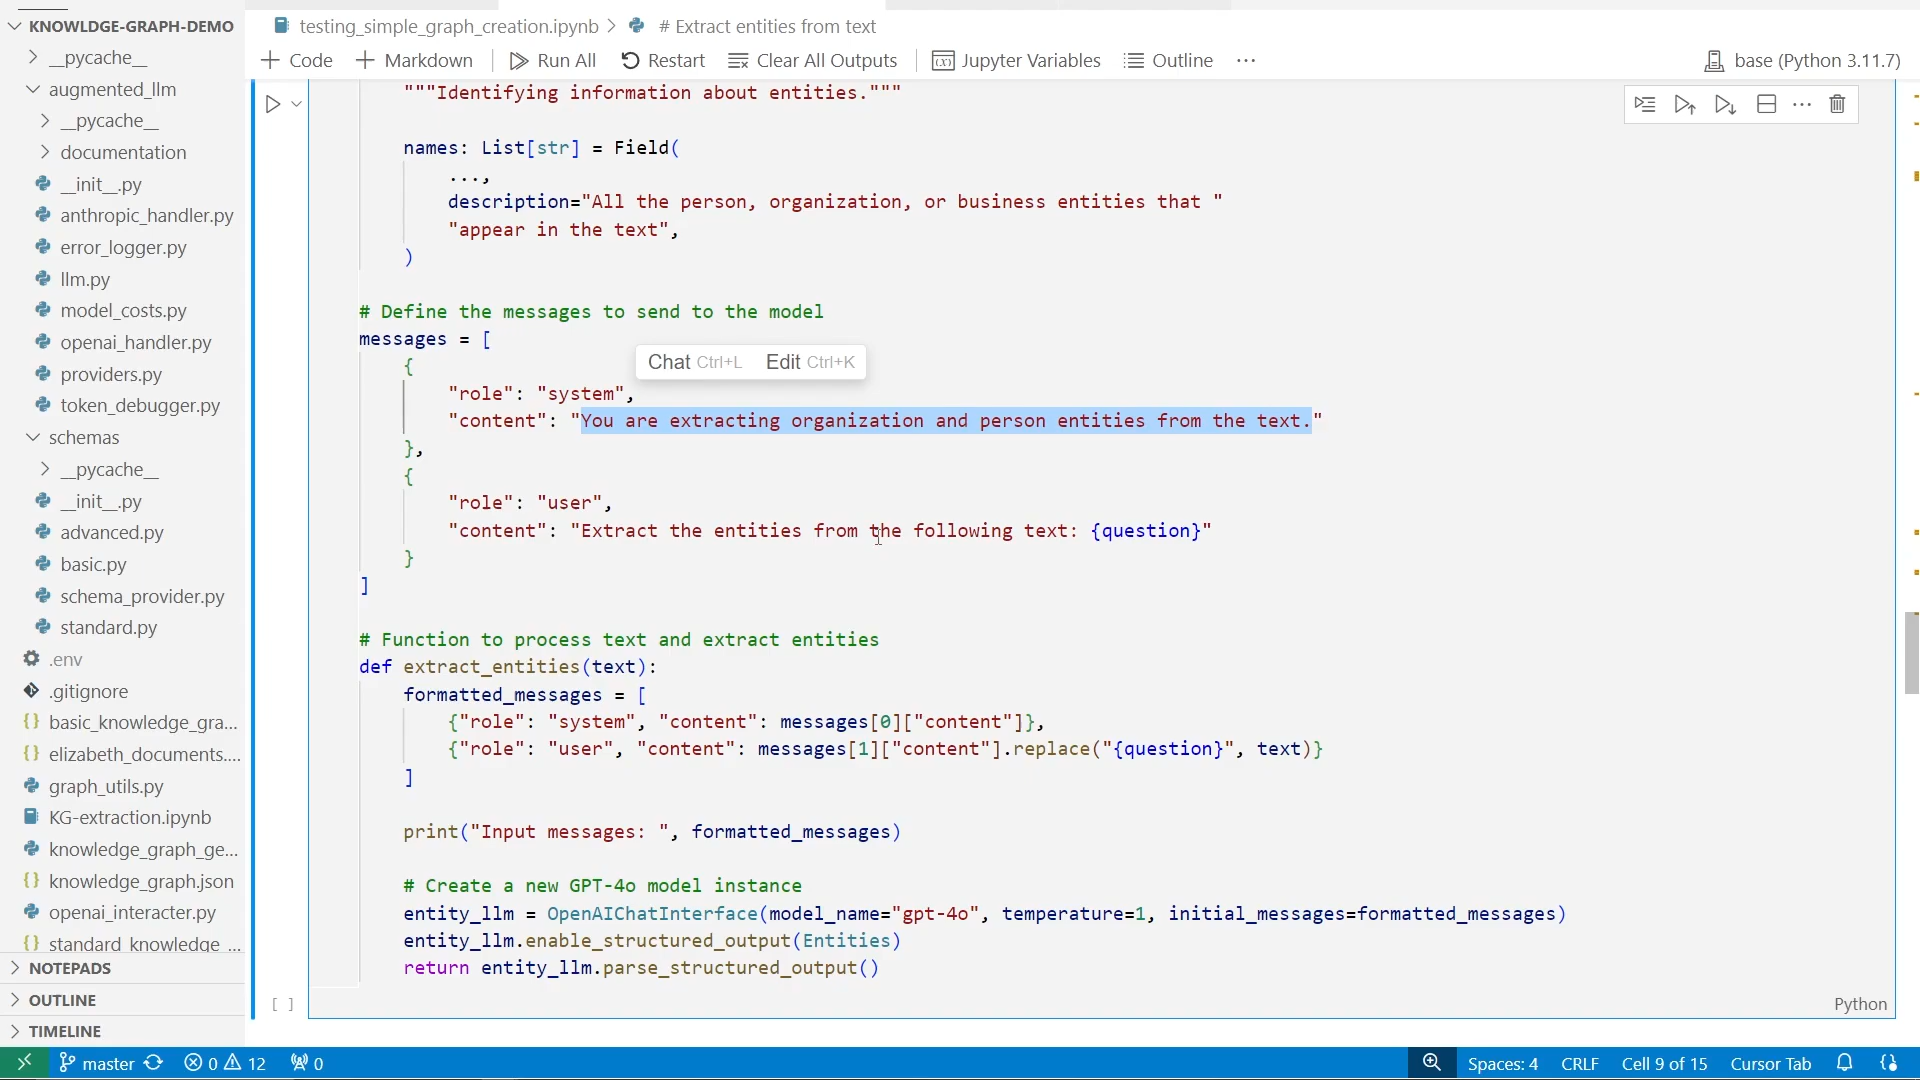 KNOWLDGE-GRAPH-DEMO
__pycache__
augmented_llm
__pycache__
documentation
__init__.py
anthropic_handler.py
error_logger.py
llm.py
model_costs.py
openai_handler.py
providers.py
token_debugger.py
schemas
__pycache__
__init__.py
advanced.py
basic.py
schema_provider.py
standard.py
.env
.gitignore
basic_knowledge_gra...
elizabeth_documents....
graph_utils.py
KG-extraction.ipynb
knowledge_graph_ge...
knowledge_graph.json
openai_interacter.py
standard_knowledge_...
NOTEPADS
OUTLINE
TIMELINE
testing_simple_graph_creation.ipynb > # Extract entities from text
+ Code + Markdown Run All Restart Clear All Outputs Jupyter Variables Outline ... base (Python 3.11.7)
"""Identifying information about entities."""
names: List[str] = Field(
...,
description="All the person, organization, or business entities that "
"appear in the text",
)
# Define the messages to send to the model
messages = [
{
Chat Ctrl+L Edit Ctrl+K
"role": "system",
"content": "You are extracting organization and person entities from the text."
},
{
"role": "user",
"content": "Extract the entities from the following text: {question}"
}
]
# Function to process text and extract entities
def extract_entities(text):
formatted_messages = [
{"role": "system", "content": messages[0]["content"]},
{"role": "user", "content": messages[1]["content"].replace("{question}", text)}
]
print("Input messages: ", formatted_messages)
# Create a new GPT-4o model instance
entity_llm = OpenAIChatInterface(model_name="gpt-4o", temperature=1, initial_messages=formatted_messages)
entity_llm.enable_structured_output(Entities)
return entity_llm.parse_structured_output()
[ ]
Python
master 0 12 0 Spaces: 4 CRLF Cell 9 of 15 Cursor Tab